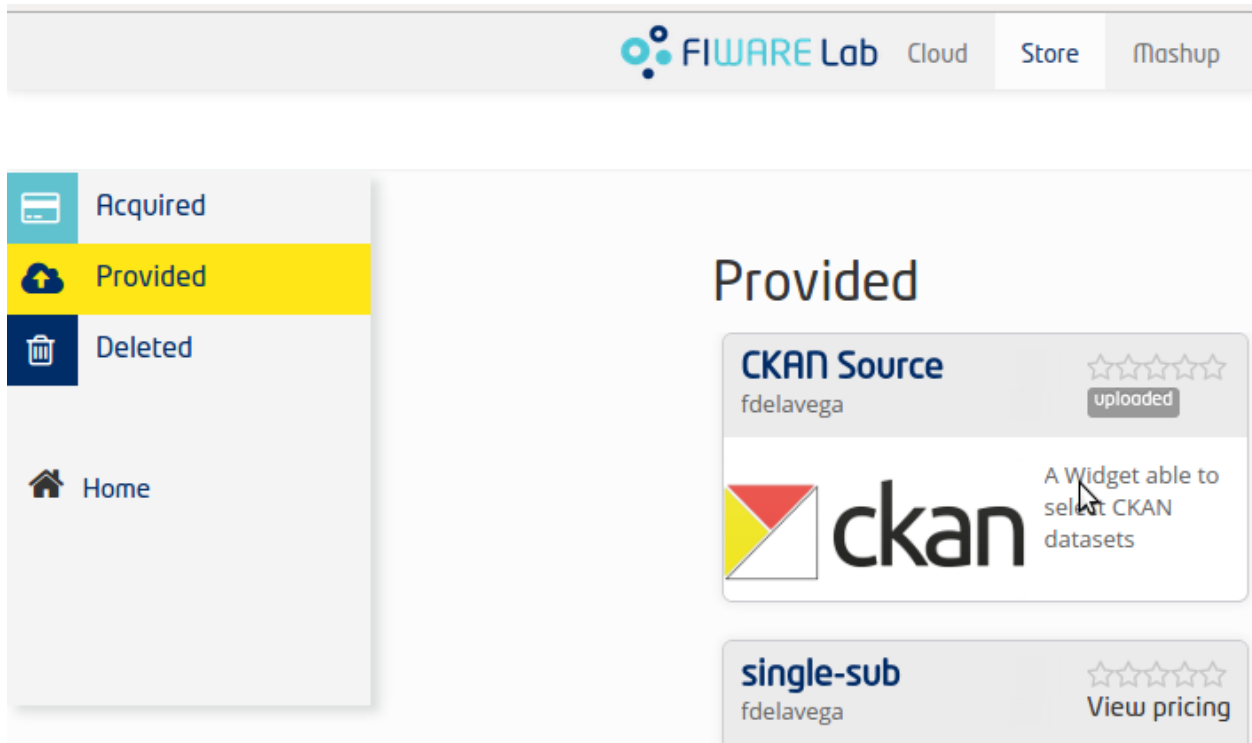 FIWARE Lab Cloud Store Mashup
Acquired
Provided
Deleted
Home
Provided
CKAN Source
fdelavega
uploaded
ckan
A Widget able to
select CKAN
datasets
single-sub
fdelavega
View pricing